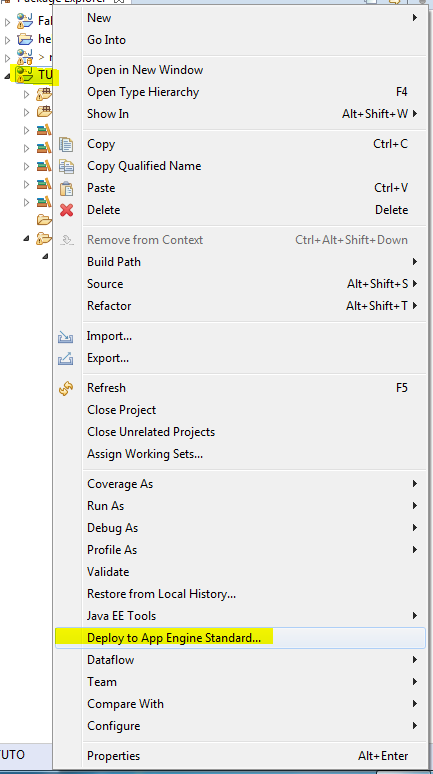 Package Explorer
Fal
New
he
Go Into
> r
Open in New Window
TUT
Open Type Hierarchy F4
Show In Alt+Shift+W
Copy Ctrl+C
Copy Qualified Name
Paste Ctrl+V
Delete Delete
Remove from Context Ctrl+Alt+Shift+Down
Build Path
Source Alt+Shift+S
Refactor Alt+Shift+T
Import...
Export...
Refresh F5
Close Project
Close Unrelated Projects
Assign Working Sets...
Coverage As
Run As
Debug As
Profile As
Validate
Restore from Local History...
Java EE Tools
Deploy to App Engine Standard...
Dataflow
Team
Compare With
Configure
TUTO
Properties Alt+Enter